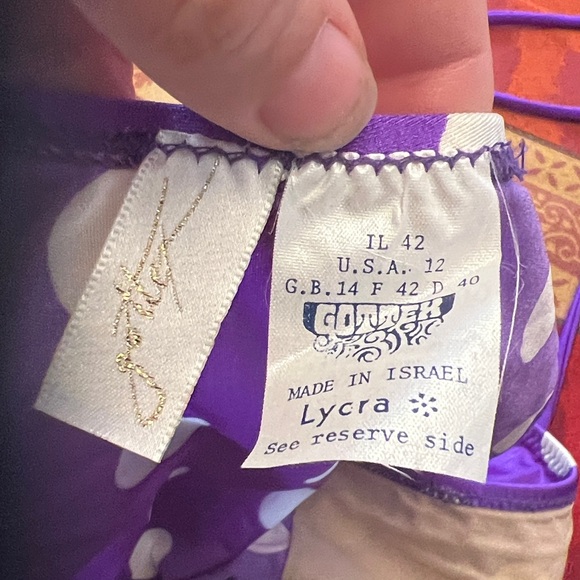 IL 42
U.S.A. 12
G.B. 14 F 42 D 40
GOTTEX
MADE IN ISRAEL
Lycra
See reserve side